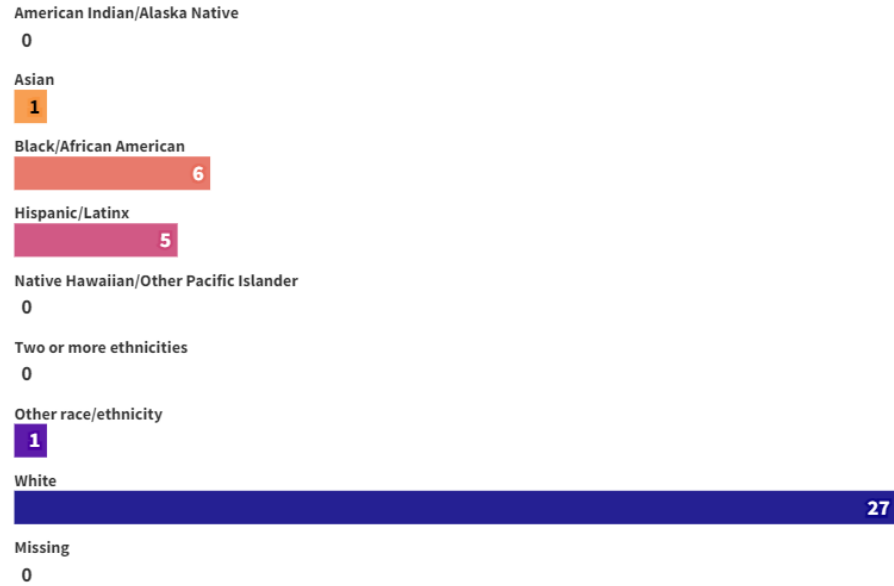 American Indian/Alaska Native
0
Asian
1
Black/African American
6
Hispanic/Latinx
5
Native Hawaiian/Other Pacific Islander
0
Two or more ethnicities
0
Other race/ethnicity
1
White
27
Missing
0